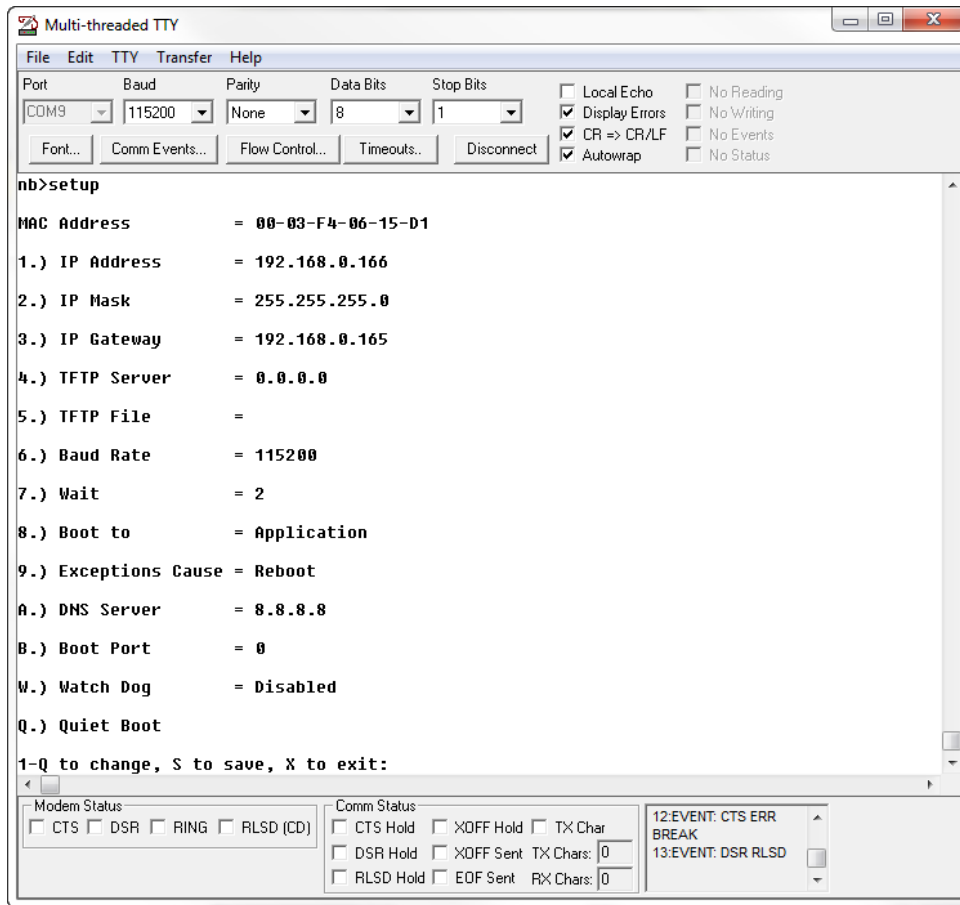 Multi-threaded TTY
File Edit TTY Transfer Help
Port Baud Parity Data Bits Stop Bits
COM9 115200 None 8 1
Font... Comm Events... Flow Control... Timeouts.. Disconnect
Local Echo No Reading
Display Errors No Writing
CR => CR/LF No Events
Autowrap No Status
nb>setup
MAC Address = 00-03-F4-06-15-D1
1.) IP Address = 192.168.0.166
2.) IP Mask = 255.255.255.0
3.) IP Gateway = 192.168.0.165
4.) TFTP Server = 0.0.0.0
5.) TFTP File =
6.) Baud Rate = 115200
7.) Wait = 2
8.) Boot to = Application
9.) Exceptions Cause = Reboot
A.) DNS Server = 8.8.8.8
B.) Boot Port = 0
W.) Watch Dog = Disabled
Q.) Quiet Boot
1-Q to change, S to save, X to exit:
Modem Status
CTS DSR RING RLSD (CD)
Comm Status
CTS Hold XOFF Hold TX Char
DSR Hold XOFF Sent TX Chars: 0
RLSD Hold EOF Sent RX Chars: 0
12:EVENT: CTS ERR
BREAK
13:EVENT: DSR RLSD